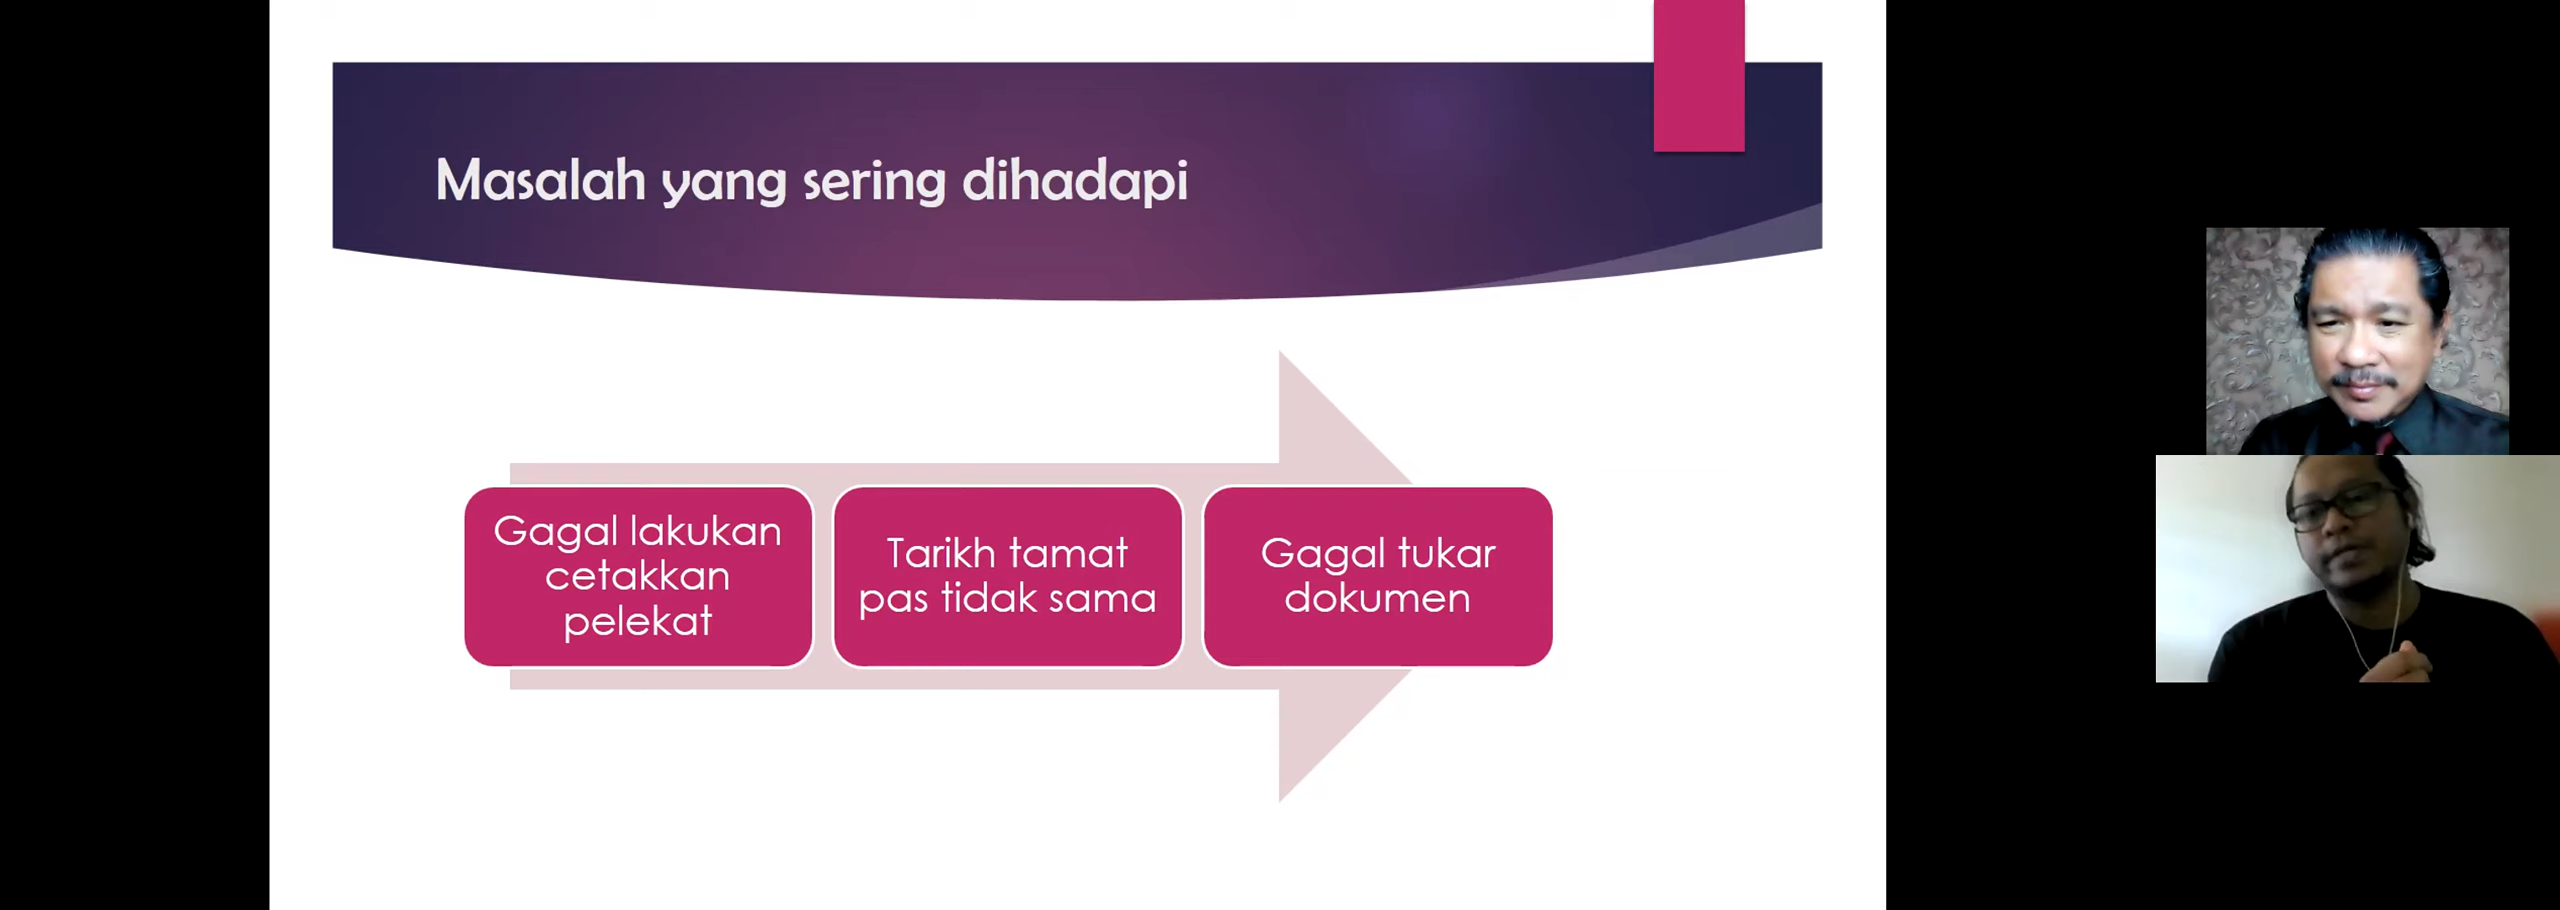 Masalah yang sering dihadapi
Gagal lakukan
cetakkan
pelekat
Tarikh tamat
pas tidak sama
Gagal tukar
dokumen